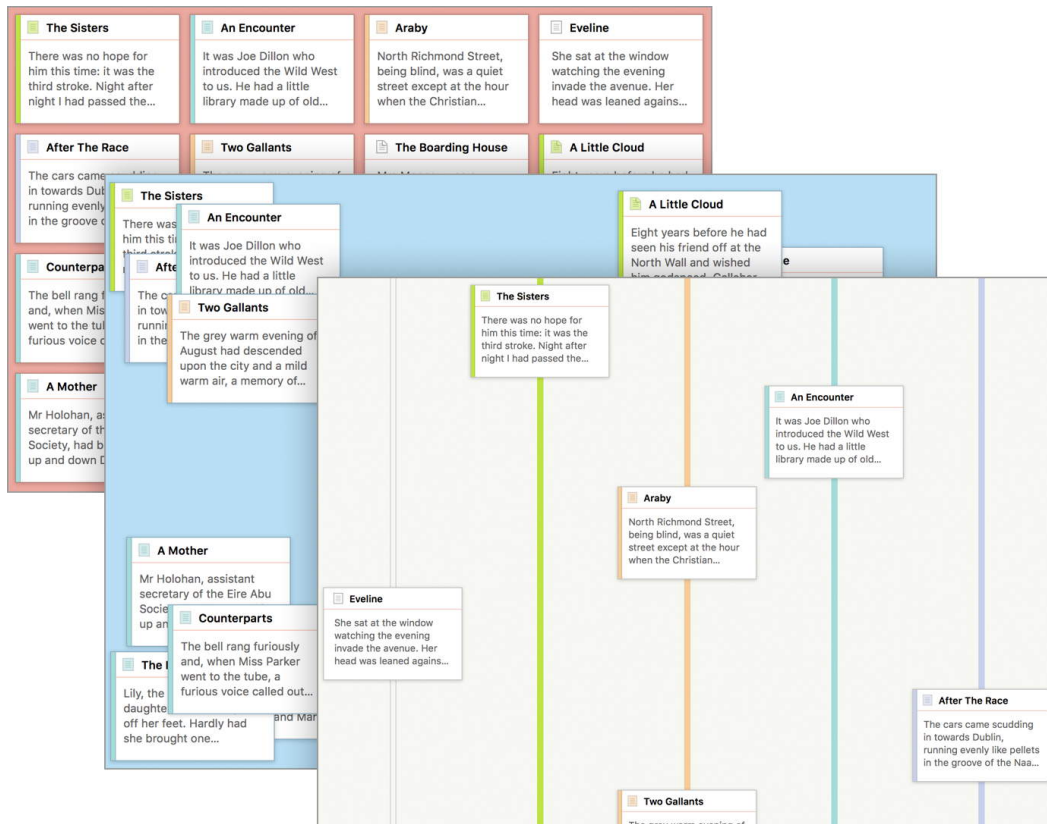 The Sisters
There was no hope for
him this time: it was the
third stroke. Night after
night I had passed the...
An Encounter
It was Joe Dillon who
introduced the Wild West
to us. He had a little
library made up of old...
Araby
North Richmond Street,
being blind, was a quiet
street except at the hour
when the Christian...
Eveline
She sat at the window
watching the evening
invade the avenue. Her
head was leaned agains...
After The Race
The cars came
in towards Dub
running evenly
in the groove
Two Gallants
The Boarding House
A Little Cloud
Counterpa
The bell rang
and, when Mis
went to the tu
furious voice
A Mother
Mr Holohan, as
secretary of th
Society, had b
up and down D
The Sisters
There was
him this ti
An Encounter
It was Joe Dillon who
introduced the Wild West
to us. He had a little
library made up of old...
Afte
The c
in tow
runni
in the
Two Gallants
The grey warm evening of
August had descended
upon the city and a mild
warm air, a memory of...
A Little Cloud
Eight years before he had
seen his friend off at the
North Wall and wished
e
A Mother
Mr Holohan, assistant
secretary of the Eire Abu
Socie
up an
Counterparts
The bell rang furiously
and, when Miss Parker
went to the tube, a
furious voice called out...
The
Lily, the
daughte
off her feet. Hardly had
she brought one...
and Mar
The Sisters
There was no hope for
him this time: it was the
third stroke. Night after
night I had passed the...
An Encounter
It was Joe Dillon who
introduced the Wild West
to us. He had a little
library made up of old...
Araby
North Richmond Street,
being blind, was a quiet
street except at the hour
when the Christian...
Eveline
She sat at the window
watching the evening
invade the avenue. Her
head was leaned agains...
After The Race
The cars came scudding
in towards Dublin,
running evenly like pellets
in the groove of the Naa...
Two Gallants